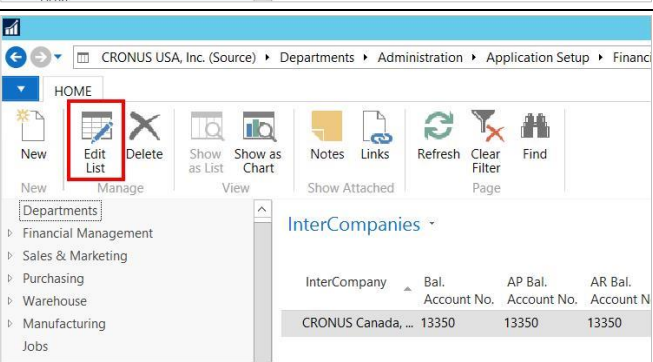 CRONUS USA, Inc. (Source) ▸ Departments ▸ Administration ▸ Application Setup ▸ Financi
HOME
New Edit List Delete Show as List Show as Chart Notes Links Refresh Clear Filter Find
New Manage View Show Attached Page
Departments
Financial Management
Sales & Marketing
Purchasing
Warehouse
Manufacturing
Jobs
InterCompanies
InterCompany Bal. Account No. AP Bal. Account No. AR Bal. Account N
CRONUS Canada, ... 13350 13350 13350